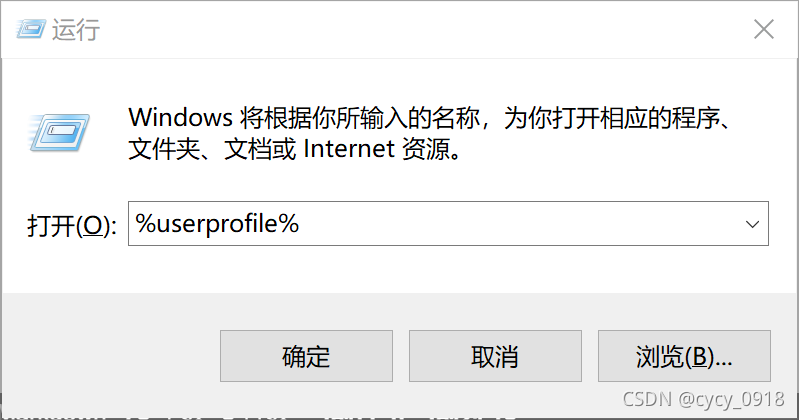 运行
Windows 将根据你所输入的名称，为你打开相应的程序、
文件夹、文档或 Internet 资源。
打开(O): %userprofile%
确定 取消 浏览(B)...
CSDN @cycy_0918